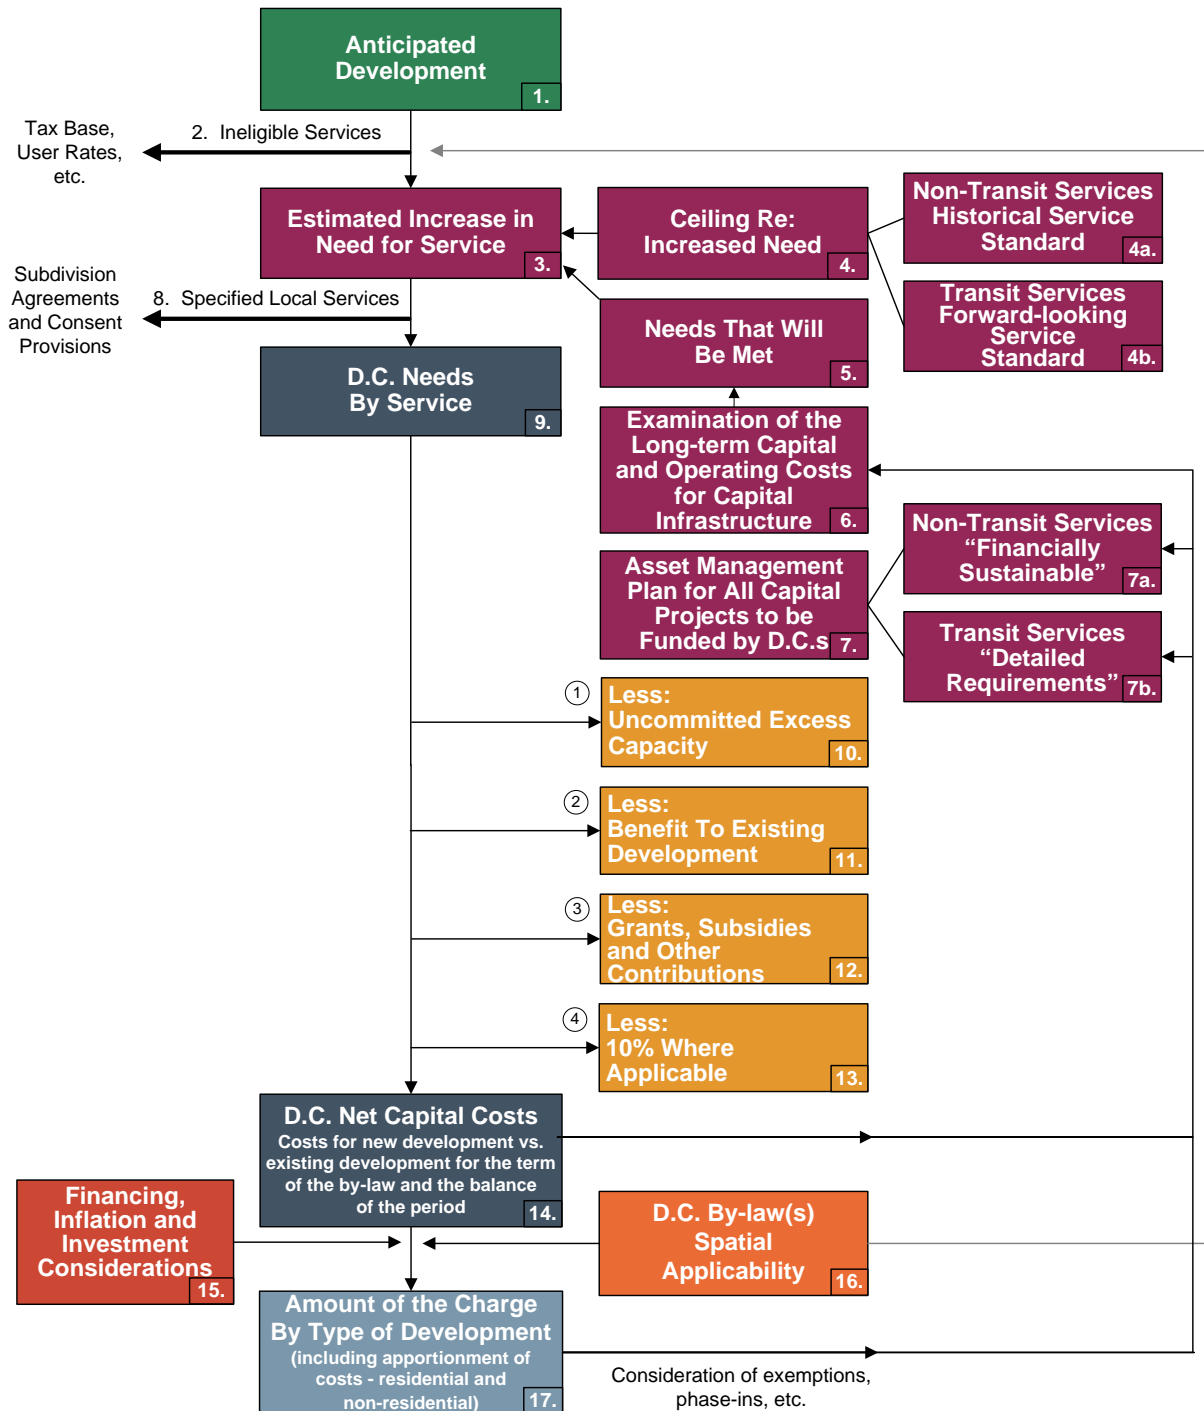 Anticipated
Development
1.
Tax Base,
User Rates,
etc.
2.  Ineligible Services
Estimated Increase in
Need for Service
3.
Ceiling Re:
Increased Need
4.
Non-Transit Services
Historical Service
Standard
4a.
Transit Services
Forward-looking
Service
Standard
4b.
Subdivision
Agreements
and Consent
Provisions
8.  Specified Local Services
Needs That Will
Be Met
5.
D.C. Needs
By Service
9.
Examination of the
Long-term Capital
and Operating Costs
for Capital
Infrastructure
6.
Asset Management
Plan for All Capital
Projects to be
Funded by D.C.s
7.
Non-Transit Services
“Financially
Sustainable”
7a.
Transit Services
“Detailed
Requirements”
7b.
1
Less:
Uncommitted Excess
Capacity
10.
2
Less:
Benefit To Existing
Development
11.
3
Less:
Grants, Subsidies
and Other
Contributions
12.
4
Less:
10% Where
Applicable
13.
D.C. Net Capital Costs
Costs for new development vs.
existing development for the term
of the by-law and the balance
of the period
14.
Financing,
Inflation and
Investment
Considerations
15.
D.C. By-law(s)
Spatial
Applicability
16.
Amount of the Charge
By Type of Development
(including apportionment of
costs - residential and
non-residential)
17.
Consideration of exemptions,
phase-ins, etc.